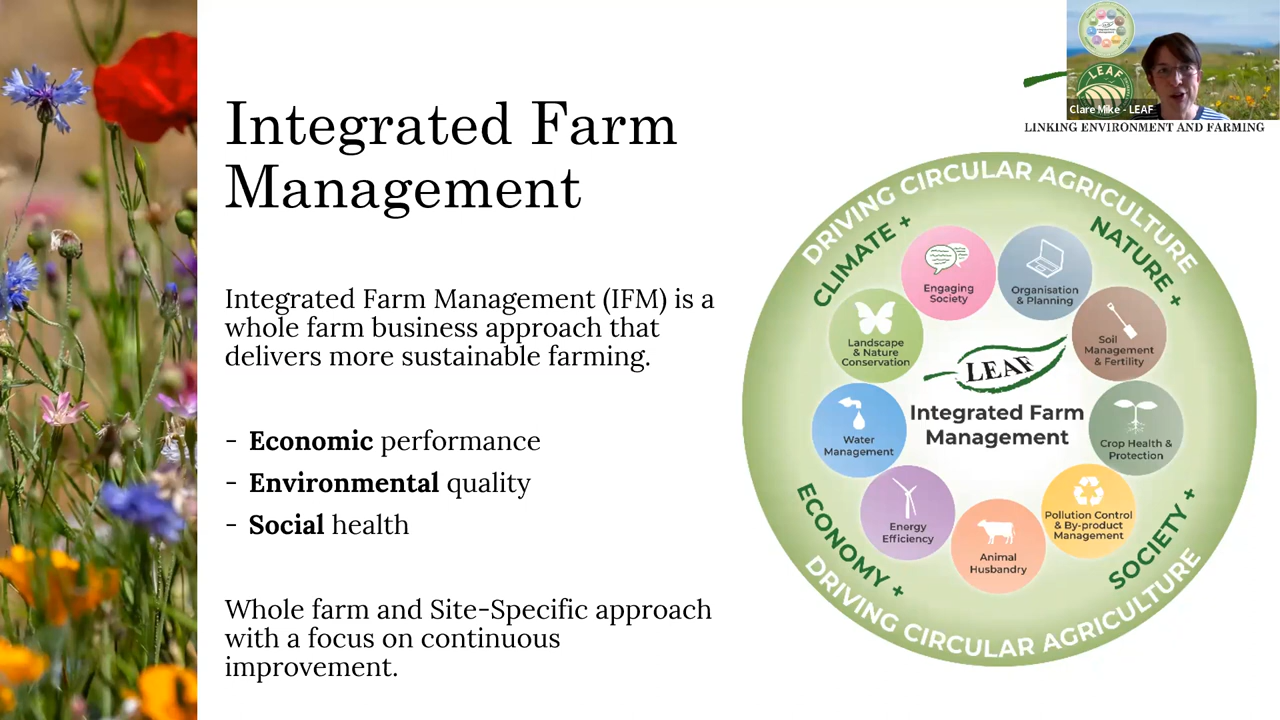 Integrated Farm
Management
Integrated Farm Management (IFM) is a
whole farm business approach that
delivers more sustainable farming.
- Economic performance
- Environmental quality
- Social health
Whole farm and Site-Specific approach
with a focus on continuous
improvement.
LEAF
Clare Mike - LEAF
LINKING ENVIRONMENT AND FARMING
DRIVING CIRCULAR AGRICULTURE
CLIMATE +
NATURE +
Engaging
Society
Organisation
& Planning
Landscape
& Nature
Conservation
Soil
Management
& Fertility
LEAF
Integrated Farm
Management
Water
Management
Crop Health &
Protection
Energy
Efficiency
Animal
Husbandry
Pollution Control
& By-product
Management
ECONOMY +
SOCIETY +
DRIVING CIRCULAR AGRICULTURE